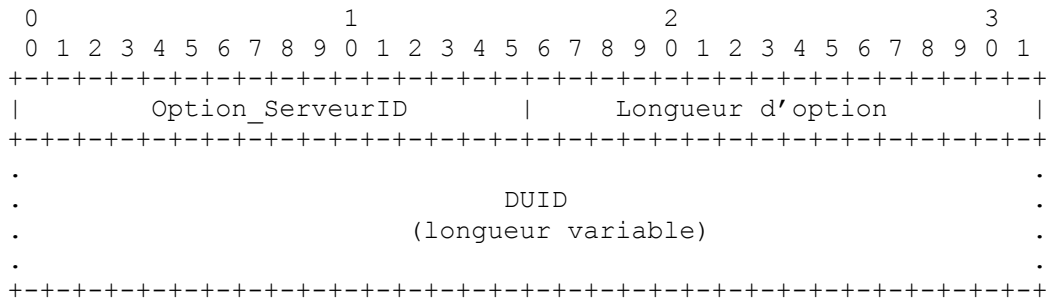 0                   1                   2                   3
 0 1 2 3 4 5 6 7 8 9 0 1 2 3 4 5 6 7 8 9 0 1 2 3 4 5 6 7 8 9 0 1
+-+-+-+-+-+-+-+-+-+-+-+-+-+-+-+-+-+-+-+-+-+-+-+-+-+-+-+-+-+-+-+-+
|        Option_ServeurID       |     Longueur d’option         |
+-+-+-+-+-+-+-+-+-+-+-+-+-+-+-+-+-+-+-+-+-+-+-+-+-+-+-+-+-+-+-+-+
.                                                               .
.                              DUID                             .
.                        (longueur variable)                    .
.                                                               .
+-+-+-+-+-+-+-+-+-+-+-+-+-+-+-+-+-+-+-+-+-+-+-+-+-+-+-+-+-+-+-+-+